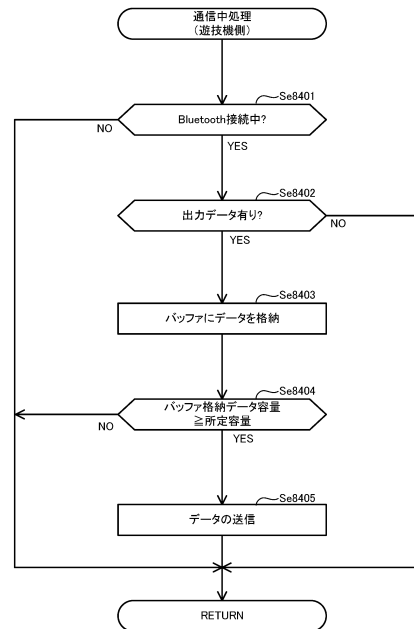 通信中処理
(遊技機側)
Se8401
Bluetooth接続中?
NO
YES
Se8402
出力データ有り?
NO
YES
Se8403
バッファにデータを格納
Se8404
バッファ格納データ容量
≧所定容量
NO
YES
Se8405
データの送信
RETURN